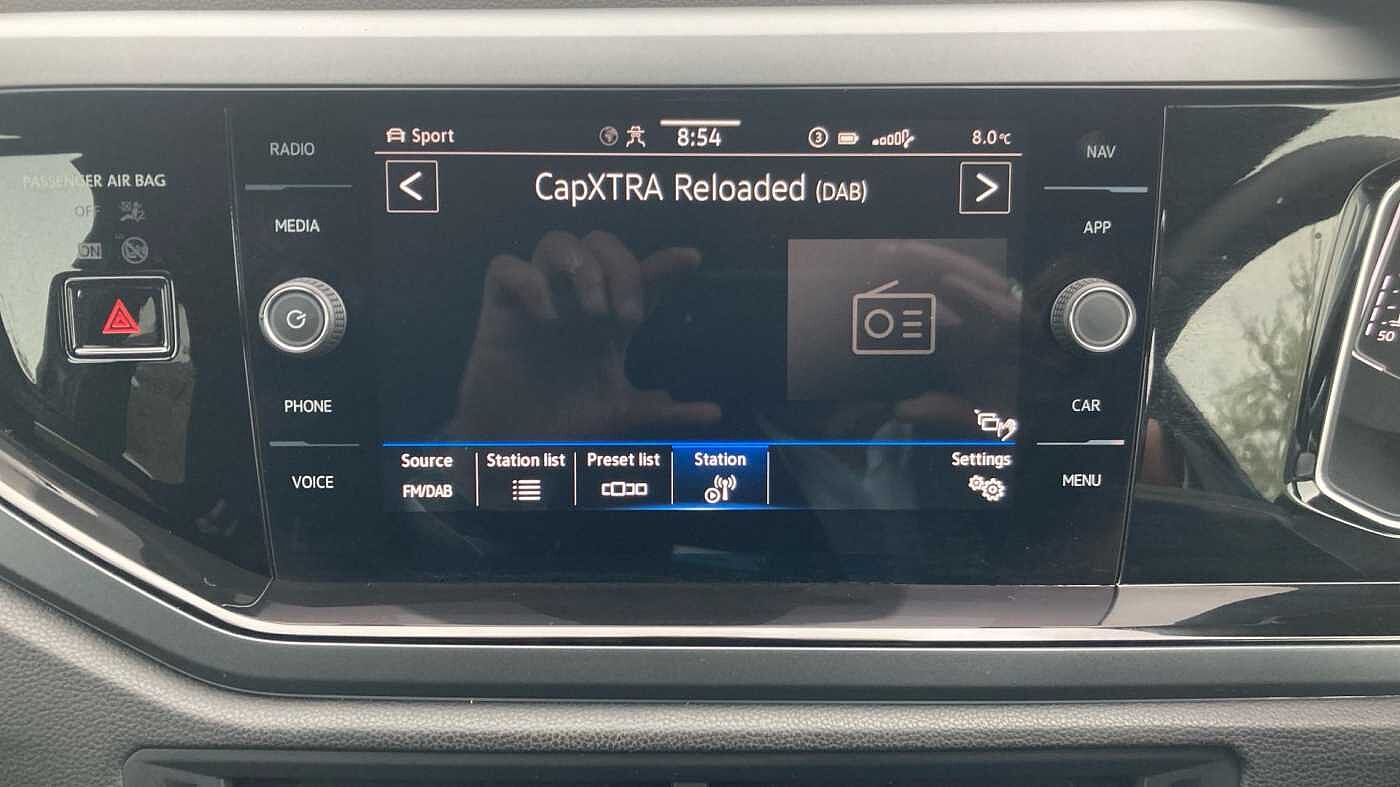 PASSENGER AIR BAG
OFF
ON
RADIO
MEDIA
PHONE
VOICE
Sport
8:54
3
8.0°C
<
CapXTRA Reloaded (DAB)
>
Source
FM/DAB
Station list
Preset list
Station
Settings
NAV
APP
CAR
MENU
50